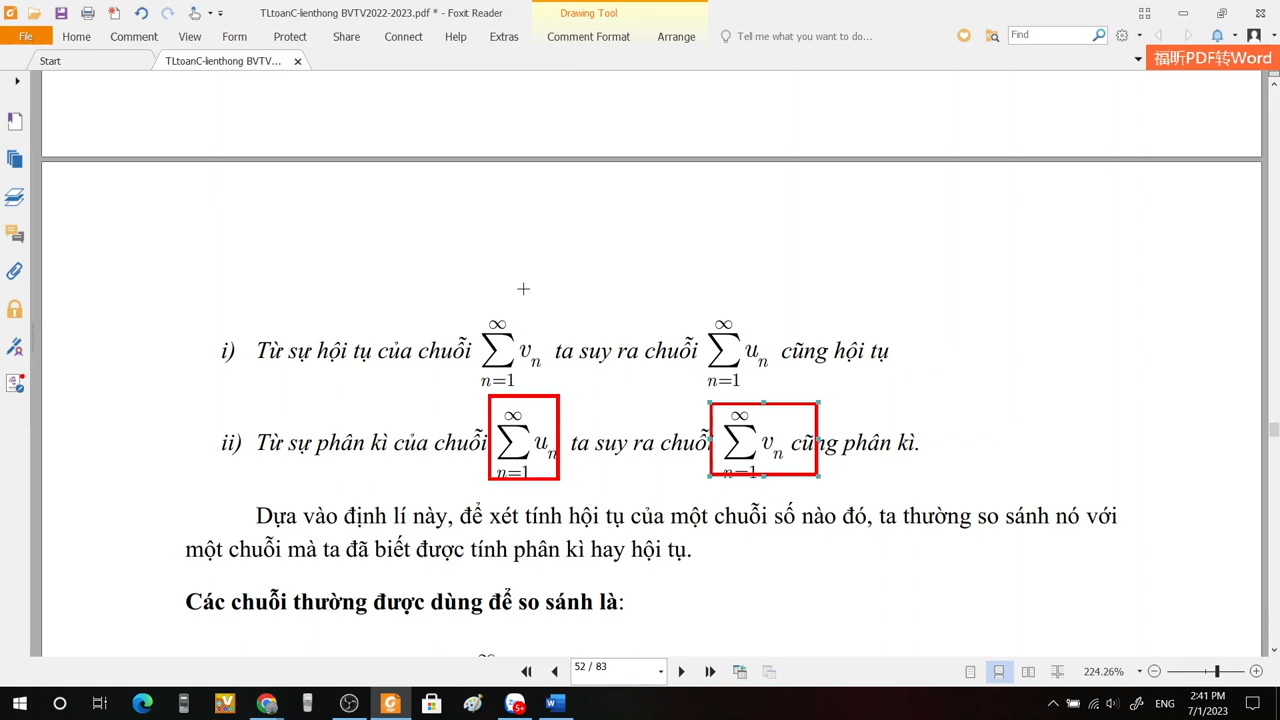 TLtoanC-lienthong BVTV2022-2023.pdf * - Foxit Reader
Drawing Tool
File Home Comment View Form Protect Share Connect Help Extras Comment Format Arrange Tell me what you want to do... Find
Start TLtoanC-lienthong BVTV... 福昕PDF转Word
i) Từ sự hội tụ của chuỗi ∑_{n=1}^{∞} v_n ta suy ra chuỗi ∑_{n=1}^{∞} u_n cũng hội tụ
ii) Từ sự phân kì của chuỗi ∑_{n=1}^{∞} u_n ta suy ra chuỗi ∑_{n=1}^{∞} v_n cũng phân kì.
Dựa vào định lí này, để xét tính hội tụ của một chuỗi số nào đó, ta thường so sánh nó với
một chuỗi mà ta đã biết được tính phân kì hay hội tụ.
Các chuỗi thường được dùng để so sánh là:
52 / 83 224.26%
5+
ENG
2:41 PM
7/1/2023